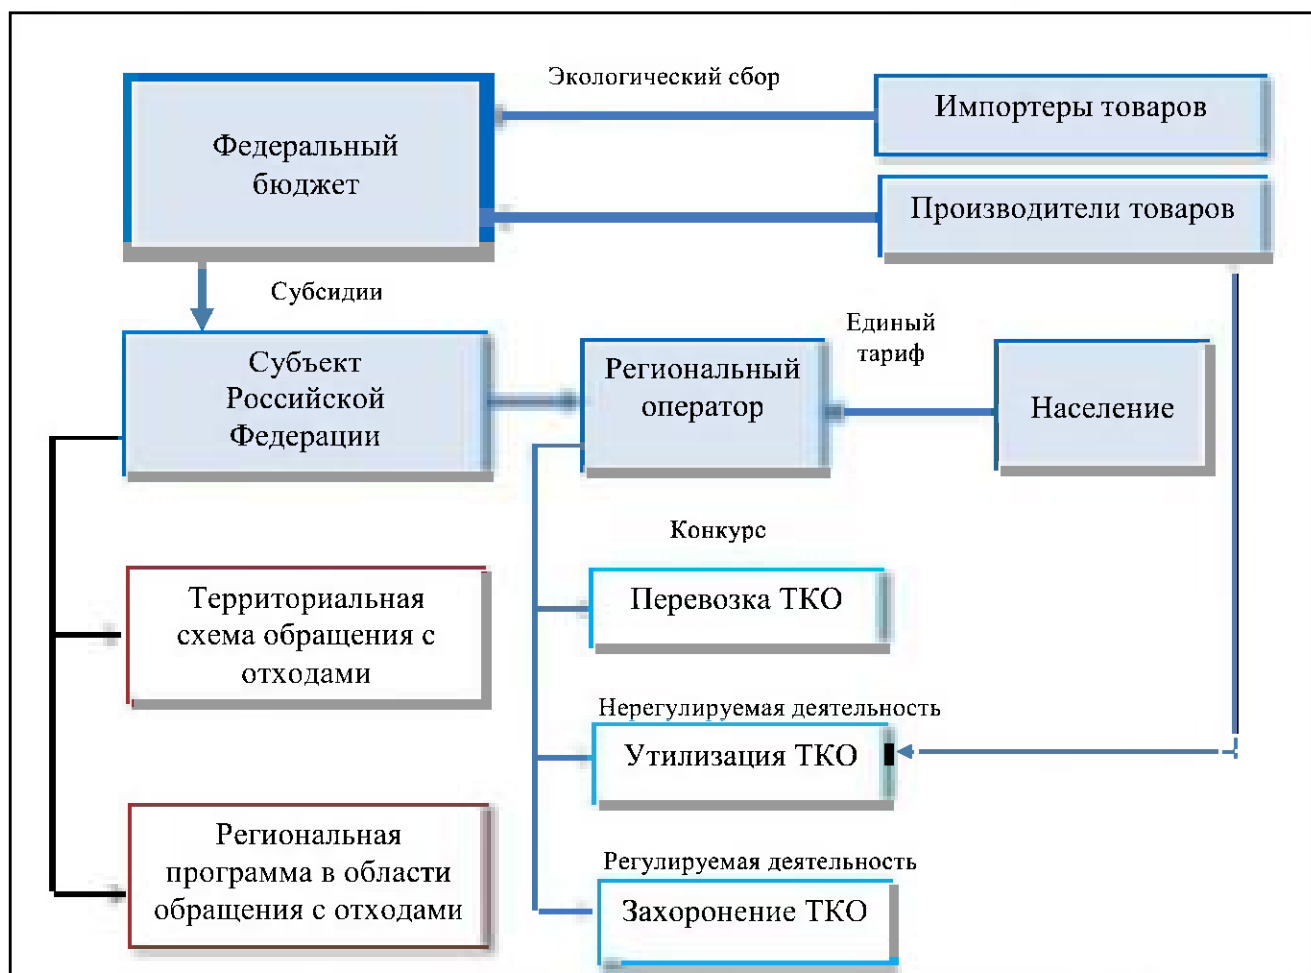 Экологический сбор
Импортеры товаров
Федеральный
бюджет
Производители товаров
Субсидии
Субъект
Российской
Федерации
Региональный
оператор
Единый
тариф
Население
Конкурс
Перевозка ТКО
Территориальная
схема обращения с
отходами
Нерегулируемая деятельность
Утилизация ТКО
Региональная
программа в области
обращения с отходами
Регулируемая деятельность
Захоронение ТКО